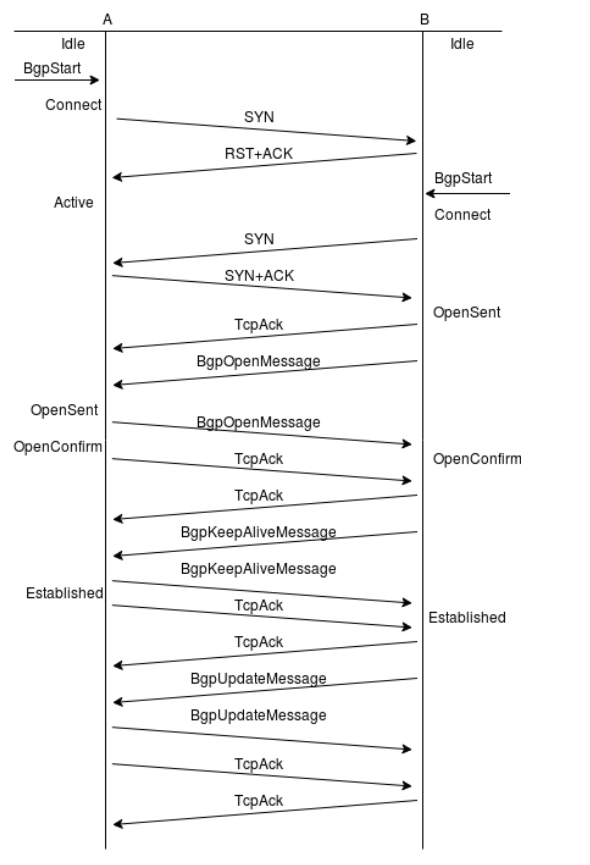 A B
Idle Idle
BgpStart
Connect
SYN
RST+ACK
BgpStart
Active
Connect
SYN
SYN+ACK
OpenSent
TcpAck
BgpOpenMessage
OpenSent
BgpOpenMessage
OpenConfirm
TcpAck
OpenConfirm
TcpAck
BgpKeepAliveMessage
BgpKeepAliveMessage
Established
TcpAck
Established
TcpAck
BgpUpdateMessage
BgpUpdateMessage
TcpAck
TcpAck